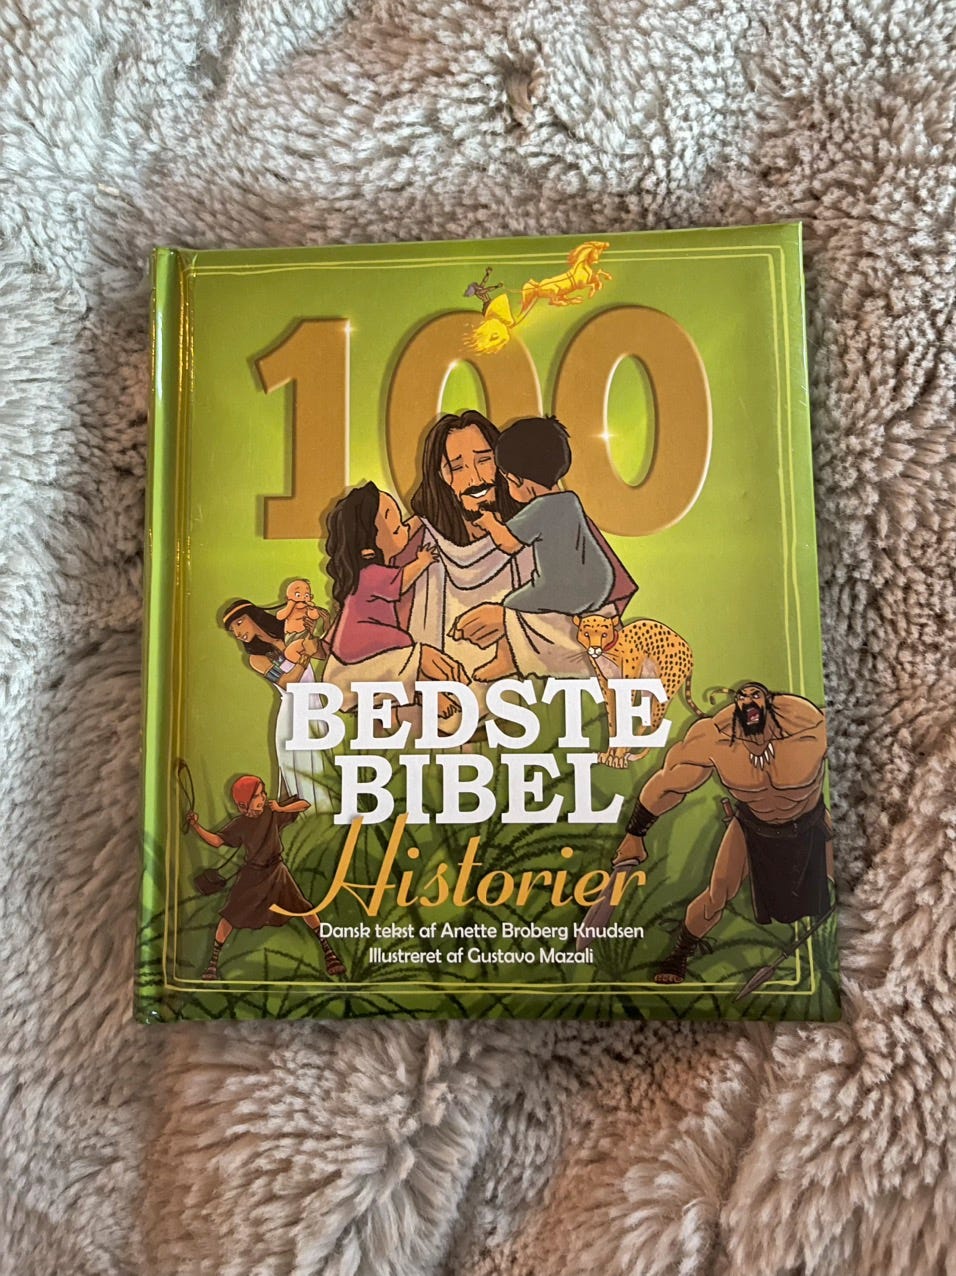 100
BEDSTE
BIBEL
Historier
Dansk tekst af Anette Broberg Knudsen
Illustreret af Gustavo Mazali